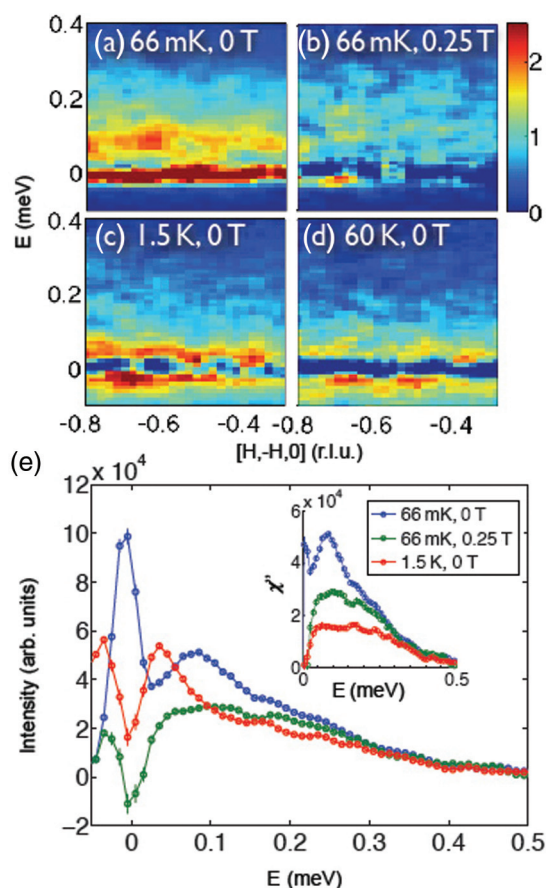 (a) 66 mK, 0 T
(b) 66 mK, 0.25 T
0.4
0.2
0
E (meV)
2
1
0
(c) 1.5 K, 0 T
(d) 60 K, 0 T
0.4
0.2
0
-0.8 -0.6 -0.4 -0.8 -0.6 -0.4
[H,-H,0] (r.l.u.)
(e)
x 10^4
12
10
8
6
4
2
0
−2
Intensity (arb. units)
0 0.1 0.2 0.3 0.4 0.5
E (meV)
x 10^4
6
4
2
0
χ"
0 0.5
E (meV)
66 mK, 0 T
66 mK, 0.25 T
1.5 K, 0 T